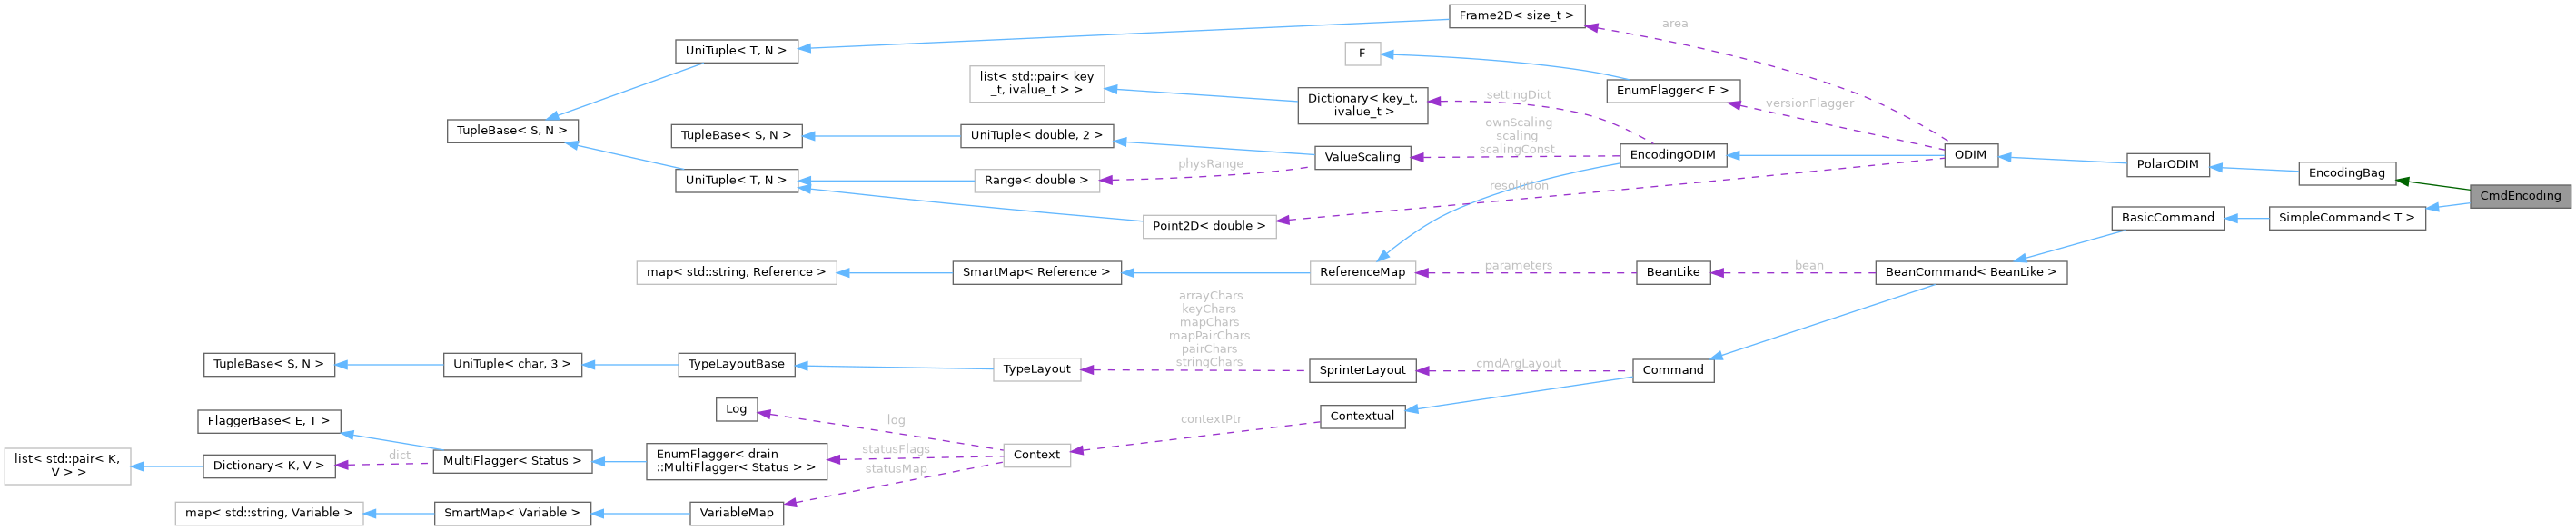 Frame2D< size_t >
area
UniTuple< T, N >
F
list< std::pair< key
_t, ivalue_t > >
EnumFlagger< F >
Dictionary< key_t,
ivalue_t >
settingDict
versionFlagger
TupleBase< S, N >
TupleBase< S, N >
UniTuple< double, 2 >
ownScaling
scaling
scalingConst
ValueScaling
EncodingODIM
ODIM
PolarODIM
physRange
EncodingBag
UniTuple< T, N >
Range< double >
resolution
CmdEncoding
Point2D< double >
BasicCommand
SimpleCommand< T >
map< std::string, Reference >
SmartMap< Reference >
ReferenceMap
parameters
BeanLike
bean
BeanCommand< BeanLike >
arrayChars
keyChars
mapChars
mapPairChars
pairChars
stringChars
TupleBase< S, N >
UniTuple< char, 3 >
TypeLayoutBase
TypeLayout
SprinterLayout
cmdArgLayout
Command
Log
log
contextPtr
Contextual
FlaggerBase< E, T >
list< std::pair< K,
V > >
Dictionary< K, V >
dict
MultiFlagger< Status >
EnumFlagger< drain
::MultiFlagger< Status > >
statusFlags
Context
statusMap
map< std::string, Variable >
SmartMap< Variable >
VariableMap